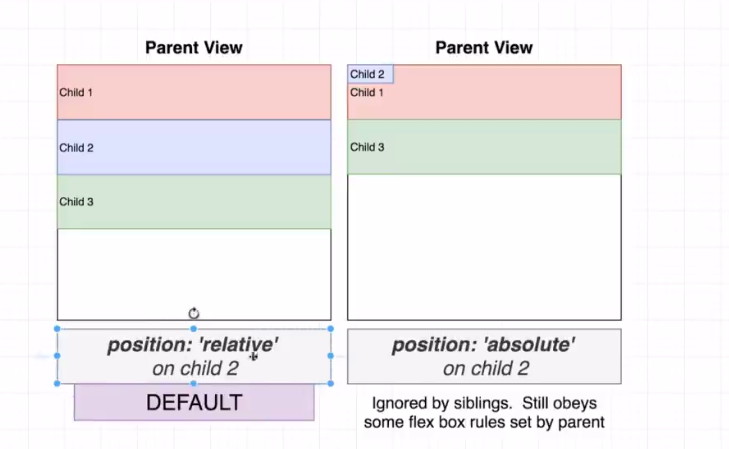 Parent View
Child 1
Child 2
Child 3
position: 'relative'
on child 2
DEFAULT
Parent View
Child 2
Child 1
Child 3
position: 'absolute'
on child 2
Ignored by siblings. Still obeys
some flex box rules set by parent